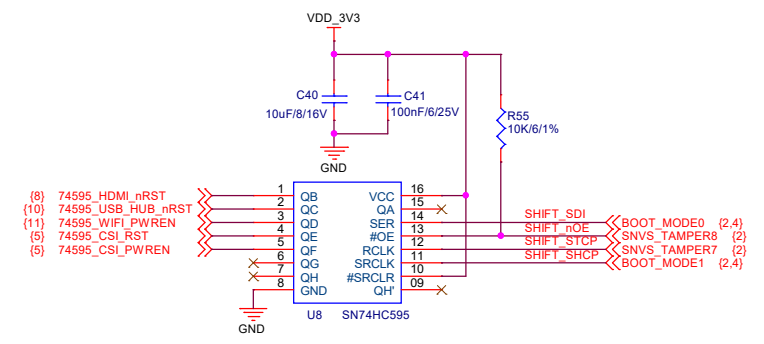 VDD_3V3
C40
10uF/8/16V
C41
100nF/6/25V
R55
10K/6/1%
GND
{8} 74595_HDMI_nRST
{10} 74595_USB_HUB_nRST
{11} 74595_WIFI_PWREN
{5} 74595_CSI_RST
{5} 74595_CSI_PWREN
1 QB VCC 16
2 QC QA 15
3 QD SER 14 SHIFT_SDI BOOT_MODE0 {2,4}
4 QE #OE 13 SHIFT_nOE SNVS_TAMPER8 {2}
5 QF RCLK 12 SHIFT_STCP SNVS_TAMPER7 {2}
6 QG SRCLK 11 SHIFT_SHCP BOOT_MODE1 {2,4}
7 QH #SRCLR 10
8 GND QH' 09
U8 SN74HC595
GND